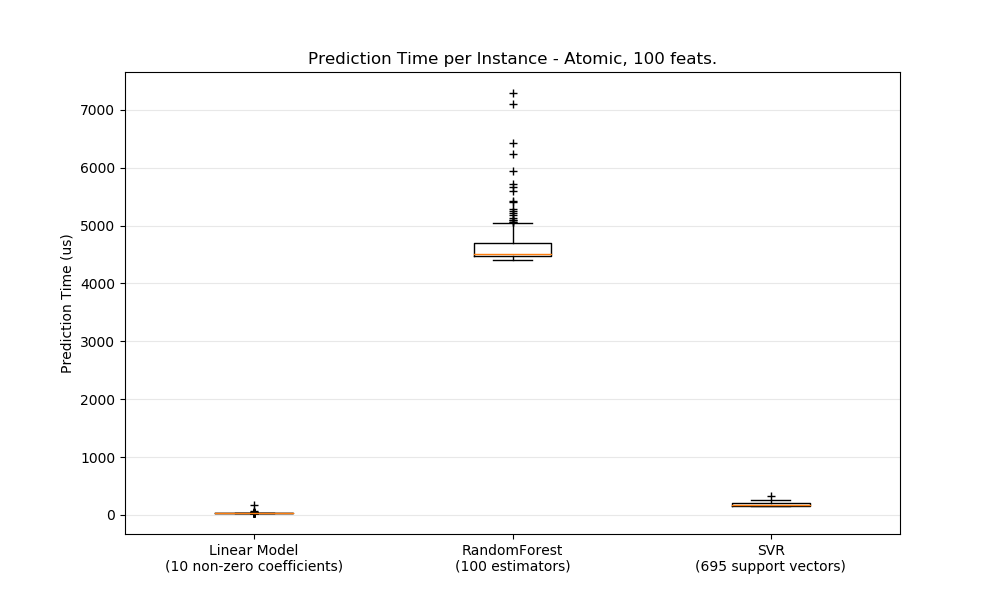 Prediction Time per Instance - Atomic, 100 feats.
7000
6000
5000
4000
3000
2000
1000
0
Prediction Time (us)
Linear Model
(10 non-zero coefficients)
RandomForest
(100 estimators)
SVR
(695 support vectors)